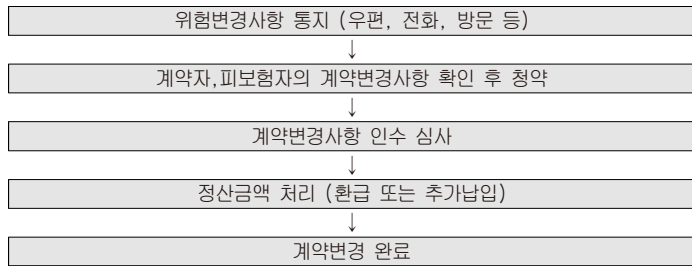 위험변경사항 통지 (우편, 전화, 방문 등)
↓
계약자,피보험자의 계약변경사항 확인 후 청약
↓
계약변경사항 인수 심사
↓
정산금액 처리 (환급 또는 추가납입)
↓
계약변경 완료